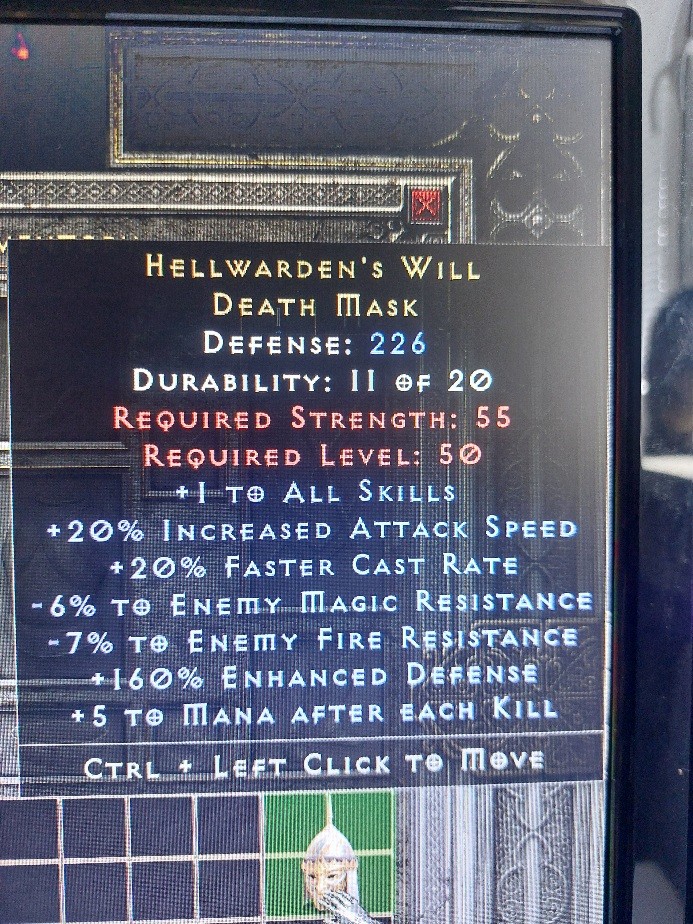 HELLWARDEN'S WILL
DEATH MASK
DEFENSE: 226
DURABILITY: 11 OF 20
REQUIRED STRENGTH: 55
REQUIRED LEVEL: 50
+1 TO ALL SKILLS
+20% INCREASED ATTACK SPEED
+20% FASTER CAST RATE
-6% TO ENEMY MAGIC RESISTANCE
-7% TO ENEMY FIRE RESISTANCE
+160% ENHANCED DEFENSE
+5 TO MANA AFTER EACH KILL
CTRL + LEFT CLICK TO MOVE